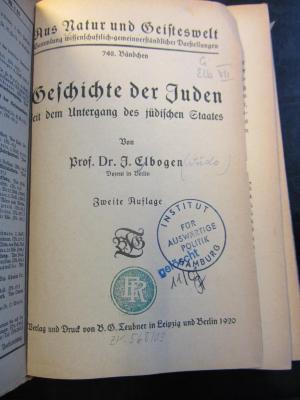 Aus Natur und Geisteswelt
Sammlung wissenschaftlich-gemeinverständlicher Darstellungen
748. Bändchen
Geschichte der Juden
seit dem Untergang des jüdischen Staates
Von
Prof. Dr. J. Elbogen
Dozent in Berlin
Zweite Auflage
INSTITUT
FÜR
AUSWÄRTIGE
POLITIK
HAMBURG
gelöscht
Verlag und Druck von B. G. Teubner in Leipzig und Berlin 1920